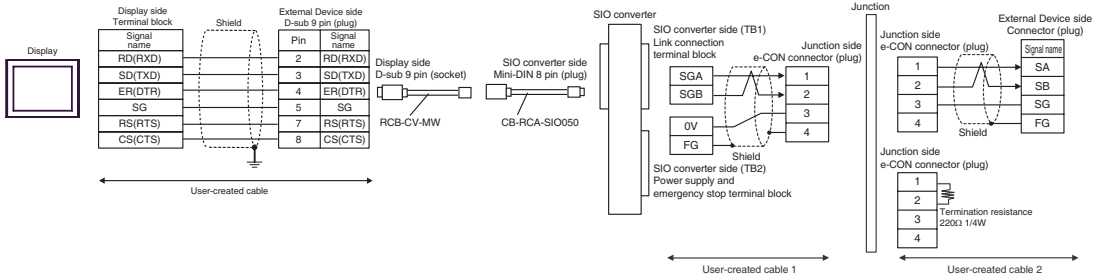 Display
Display side
Terminal block
Signal
name
RD(RXD)
SD(TXD)
ER(DTR)
SG
RS(RTS)
CS(CTS)
Shield
External Device side
D-sub 9 pin (plug)
Pin
Signal
name
2 RD(RXD)
3 SD(TXD)
4 ER(DTR)
5 SG
7 RS(RTS)
8 CS(CTS)
User-created cable
Display side
D-sub 9 pin (socket)
RCB-CV-MW
SIO converter side
Mini-DIN 8 pin (plug)
CB-RCA-SIO050
SIO converter
SIO converter side (TB1)
Link connection
terminal block
SGA
SGB
0V
FG
Shield
SIO converter side (TB2)
Power supply and
emergency stop terminal block
Junction side
e-CON connector (plug)
1
2
3
4
User-created cable 1
Junction
Junction side
e-CON connector (plug)
1
2
3
4
Shield
External Device side
Connector (plug)
Signal name
SA
SB
SG
FG
Junction side
e-CON connector (plug)
1
2
3
4
Termination resistance
220Ω 1/4W
User-created cable 2